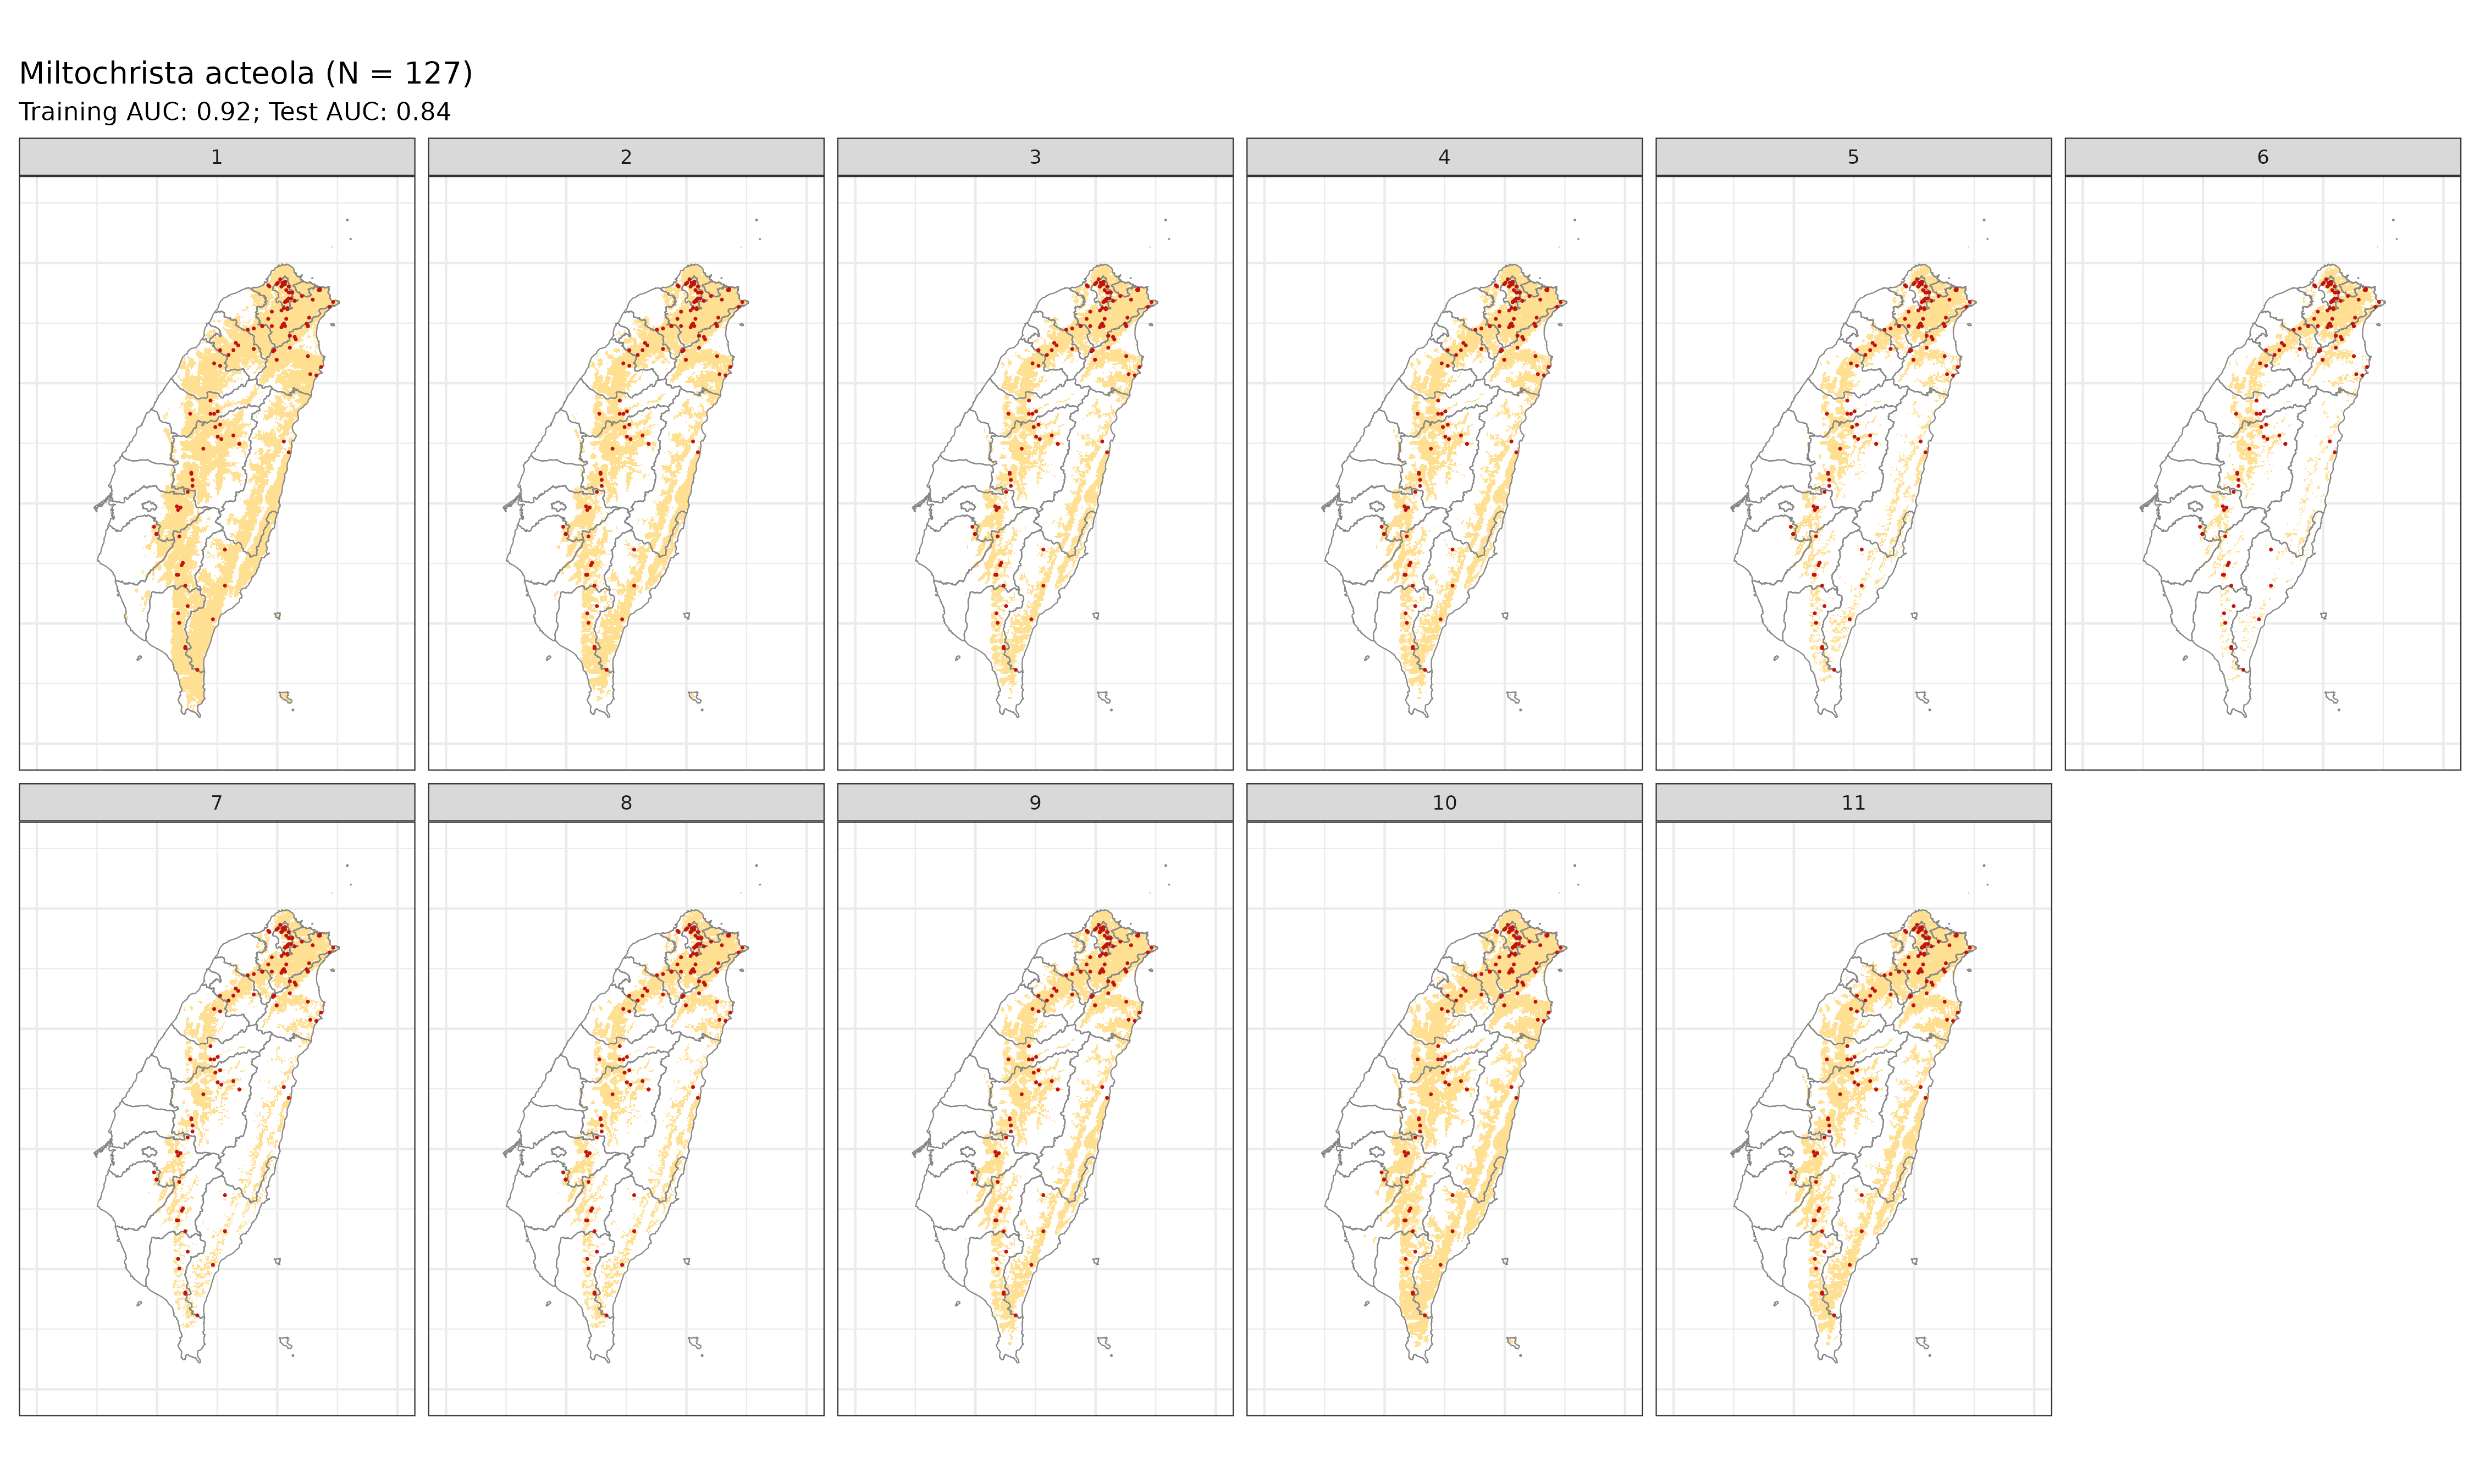 Miltochrista acteola (N = 127)
Training AUC: 0.92; Test AUC: 0.84
1 2 3 4 5 6
7 8 9 10 11